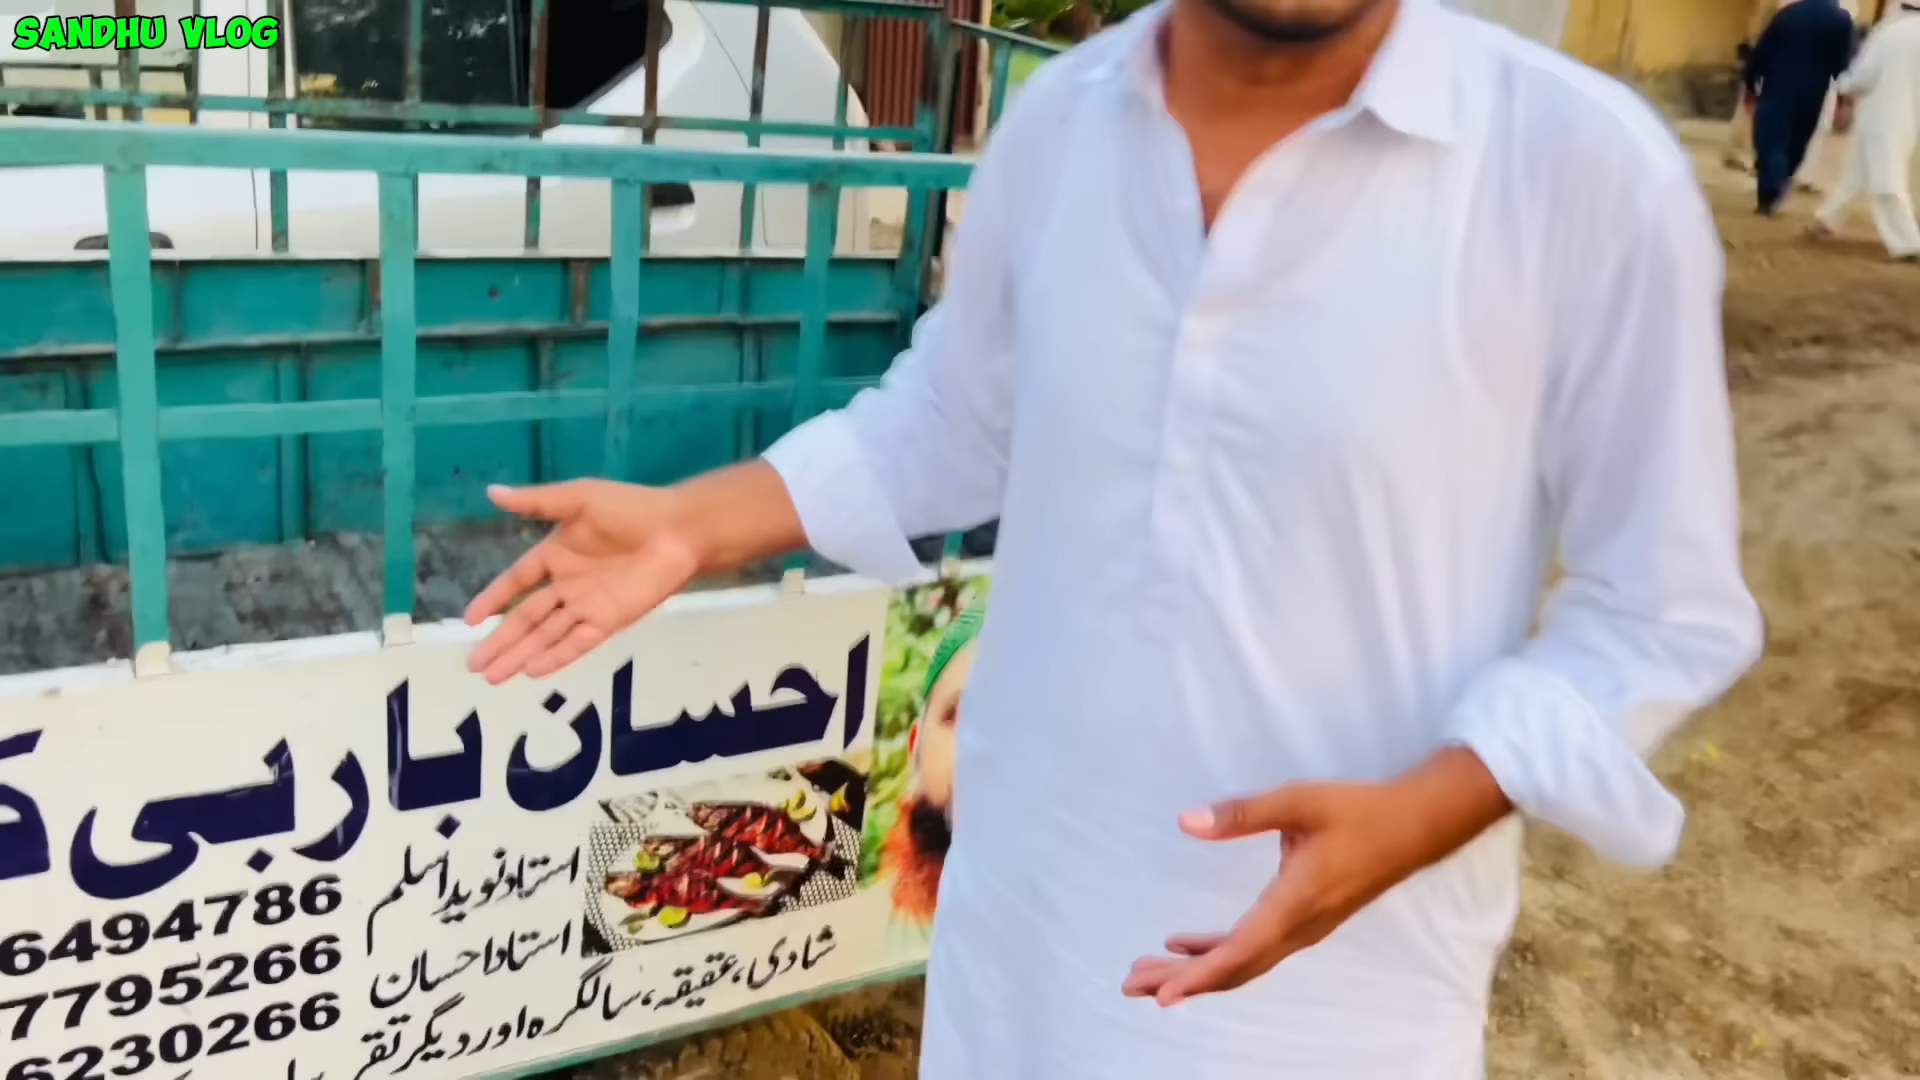 SANDHU VLOG
احسان باربی
استاد نوید اسلم 6494786
استاد احسان 7795266
6230266
شادی، عقیقہ، سالگرہ اور دیگر